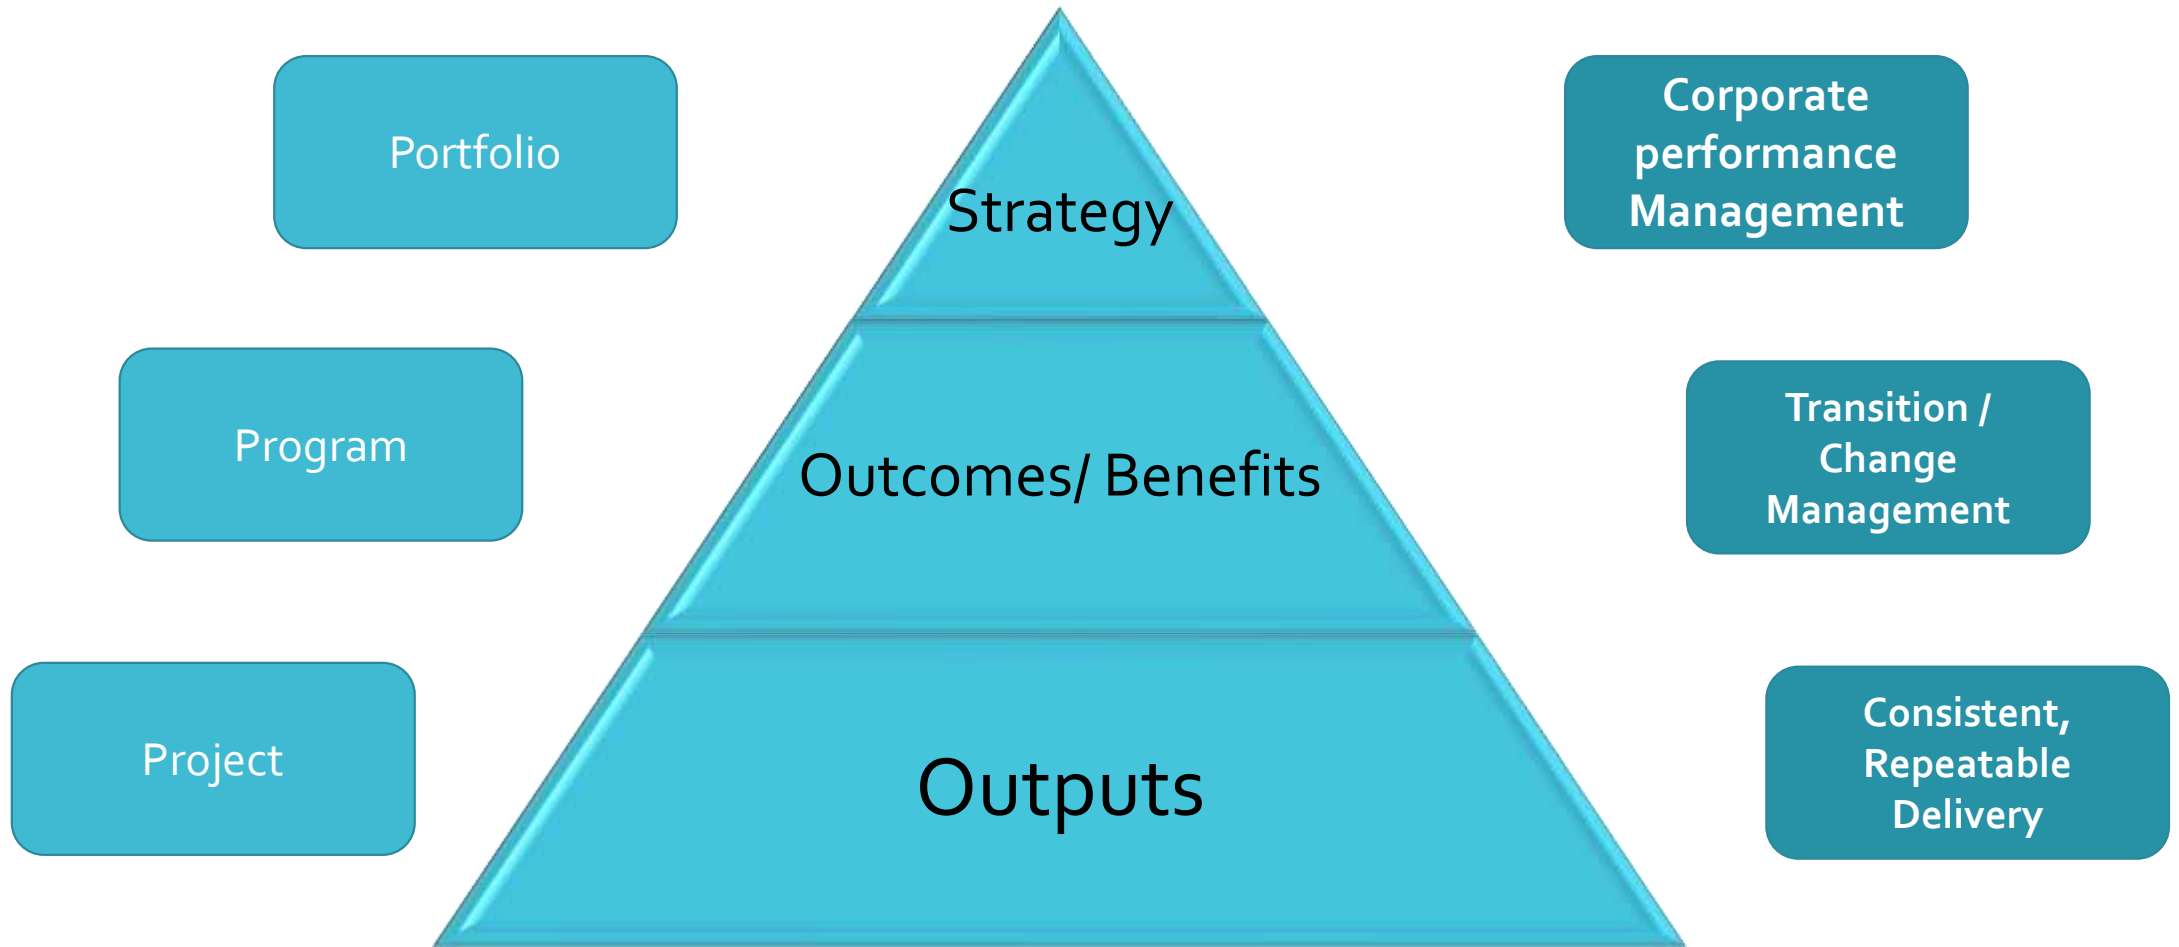 Portfolio
Strategy
Corporate
performance
Management
Program
Outcomes/ Benefits
Transition /
Change
Management
Project
Outputs
Consistent,
Repeatable
Delivery